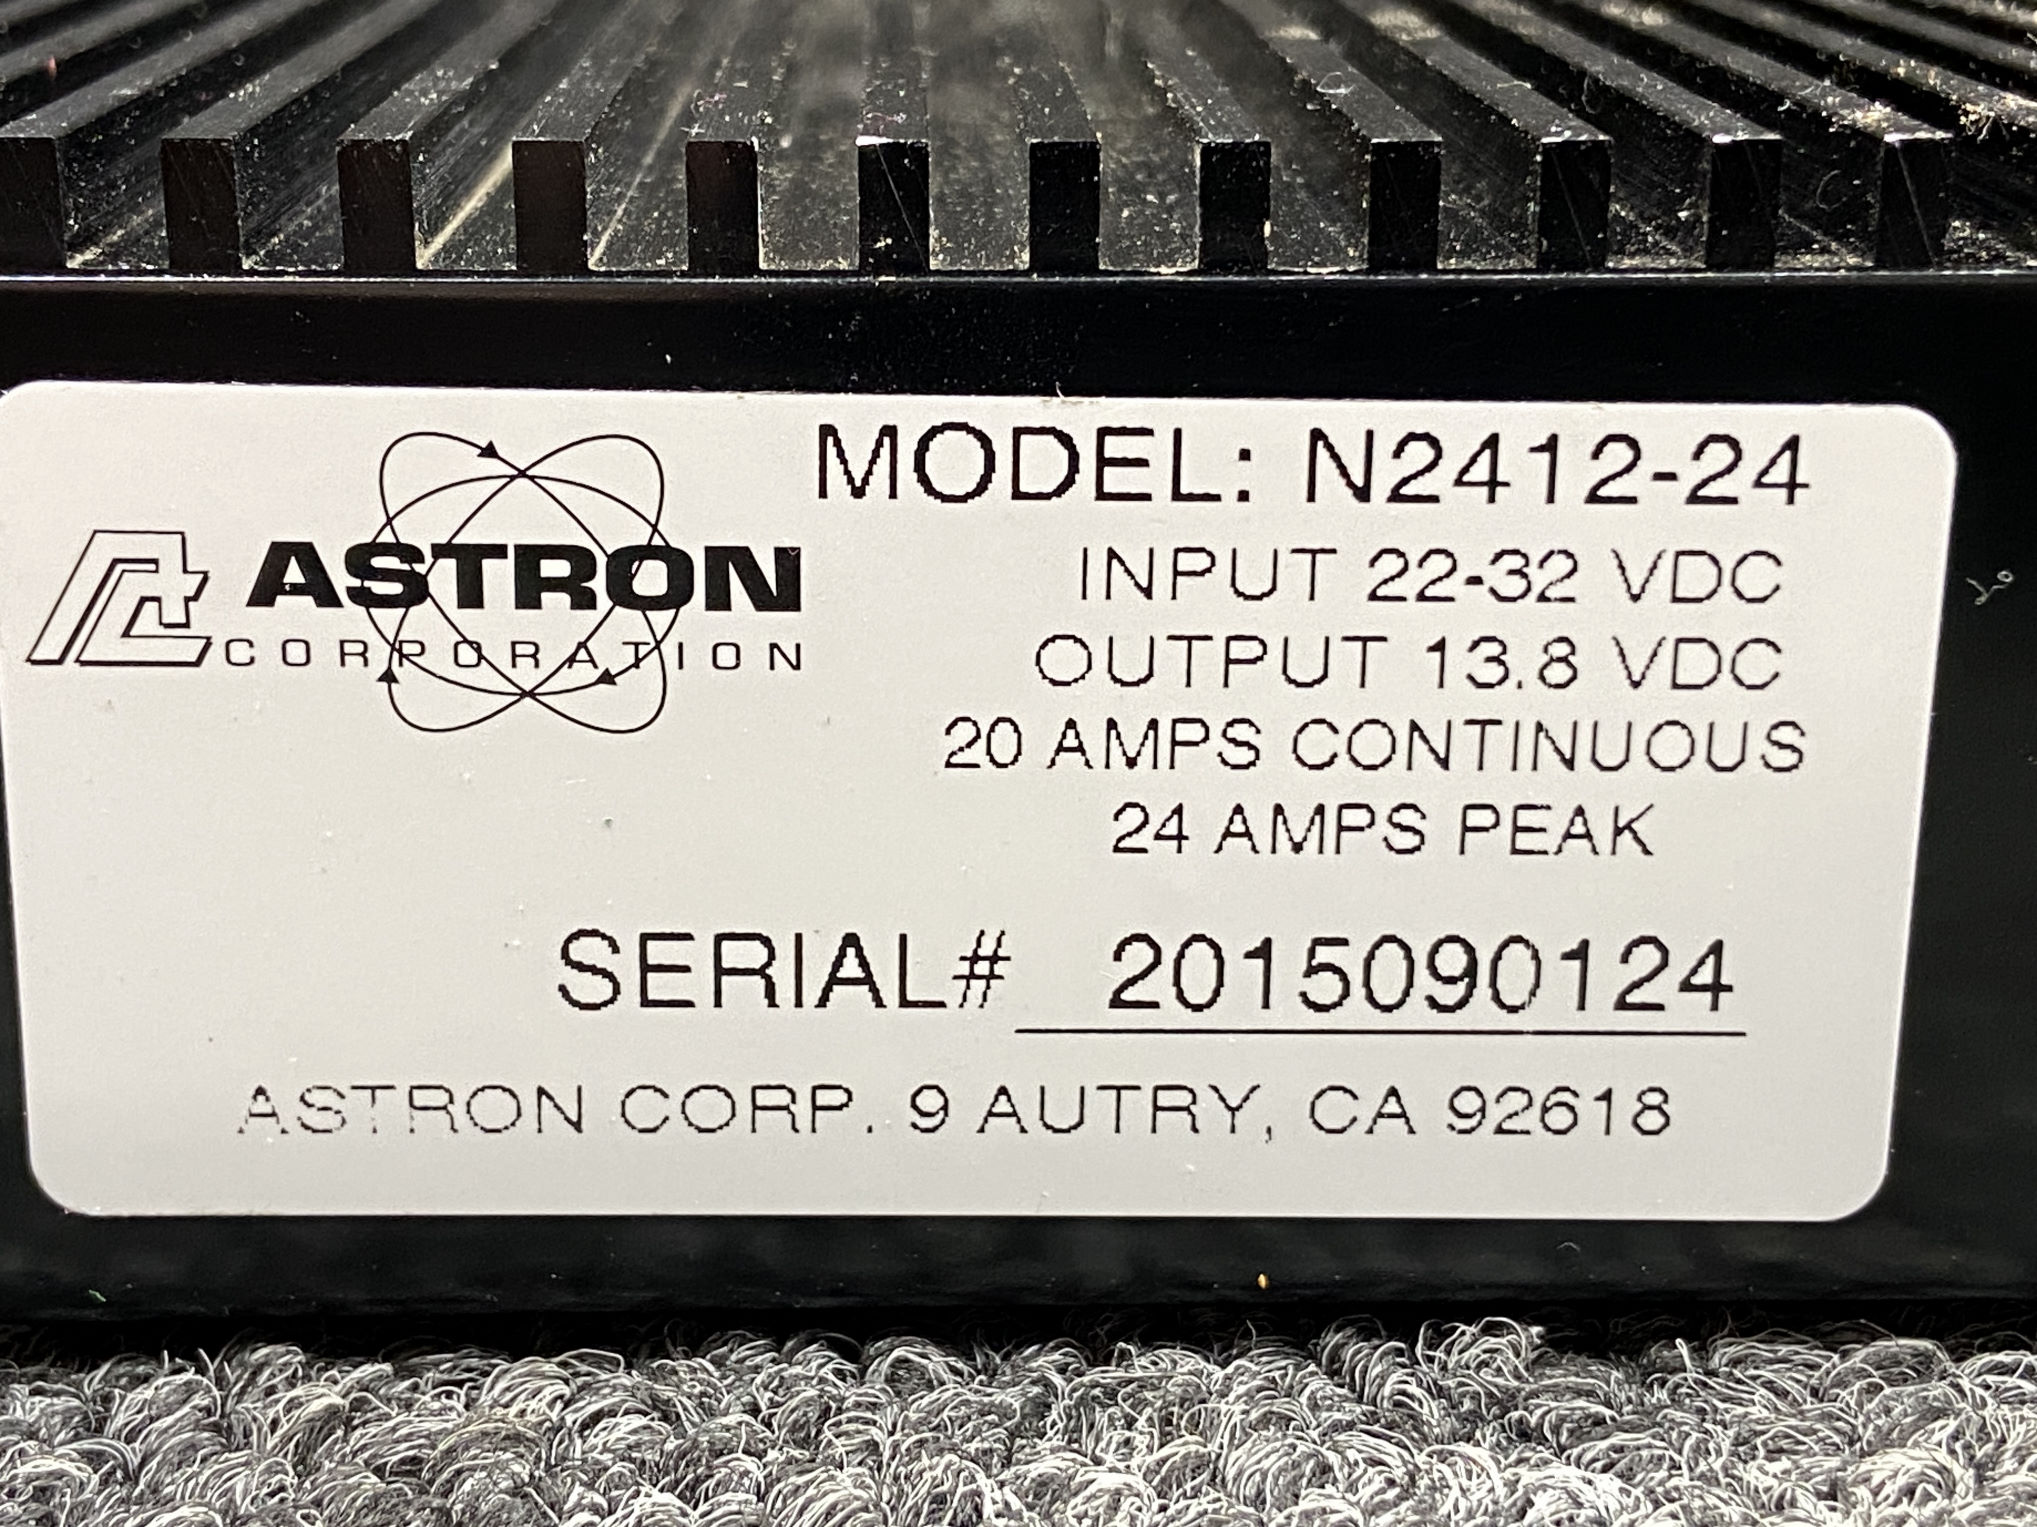 ASTRON
CORPORATION
MODEL: N2412-24
INPUT 22-32 VDC
OUTPUT 13.8 VDC
20 AMPS CONTINUOUS
24 AMPS PEAK
SERIAL# 2015090124
ASTRON CORP. 9 AUTRY, CA 92618